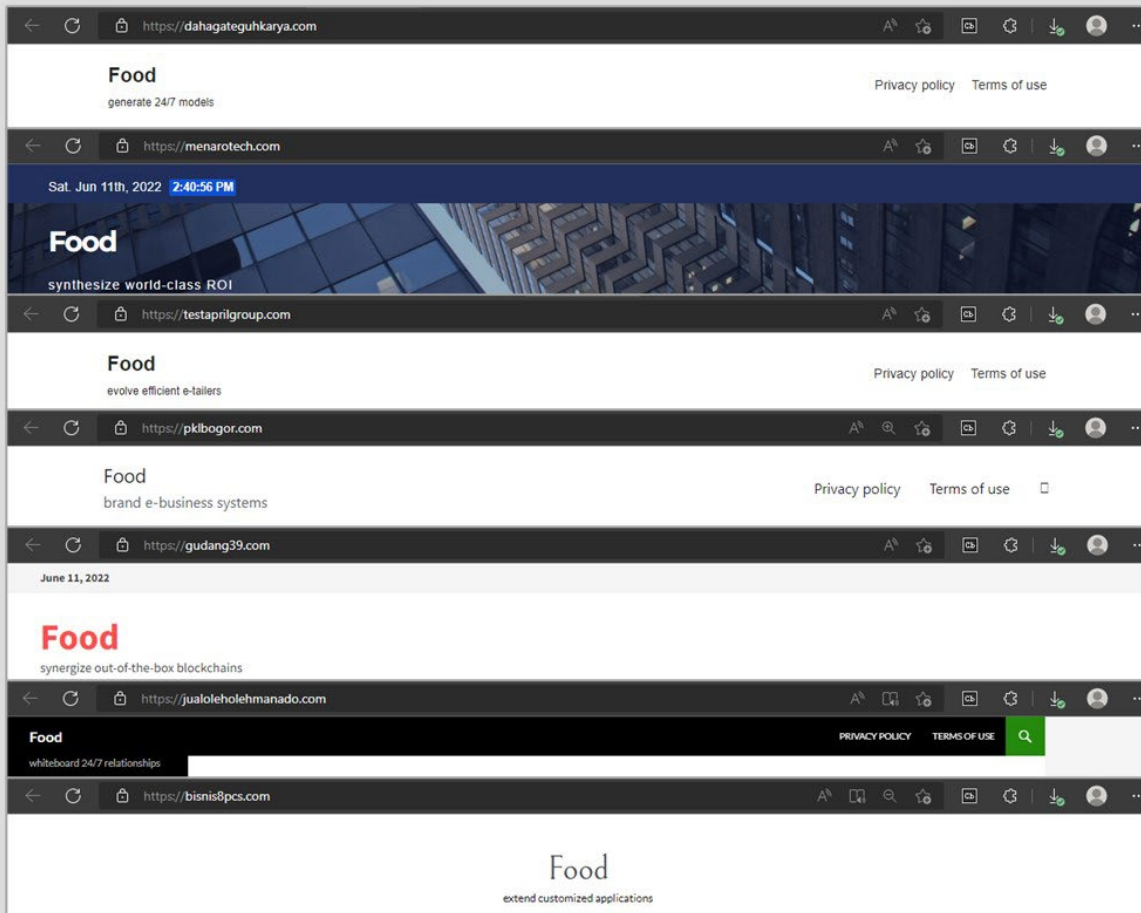 https://dahagateguhkarya.com
Food
generate 24/7 models
Privacy policy Terms of use
https://menarotech.com
Sat. Jun 11th, 2022 2:40:56 PM
Food
synthesize world-class ROI
https://testaprilgroup.com
Food
evolve efficient e-tailers
Privacy policy Terms of use
https://pklbogor.com
Food
brand e-business systems
Privacy policy Terms of use
https://gudang39.com
June 11, 2022
Food
synergize out-of-the-box blockchains
https://jualoleholehmanado.com
Food
whiteboard 24/7 relationships
PRIVACY POLICY TERMS OF USE
https://bisnis8pcs.com
Food
extend customized applications